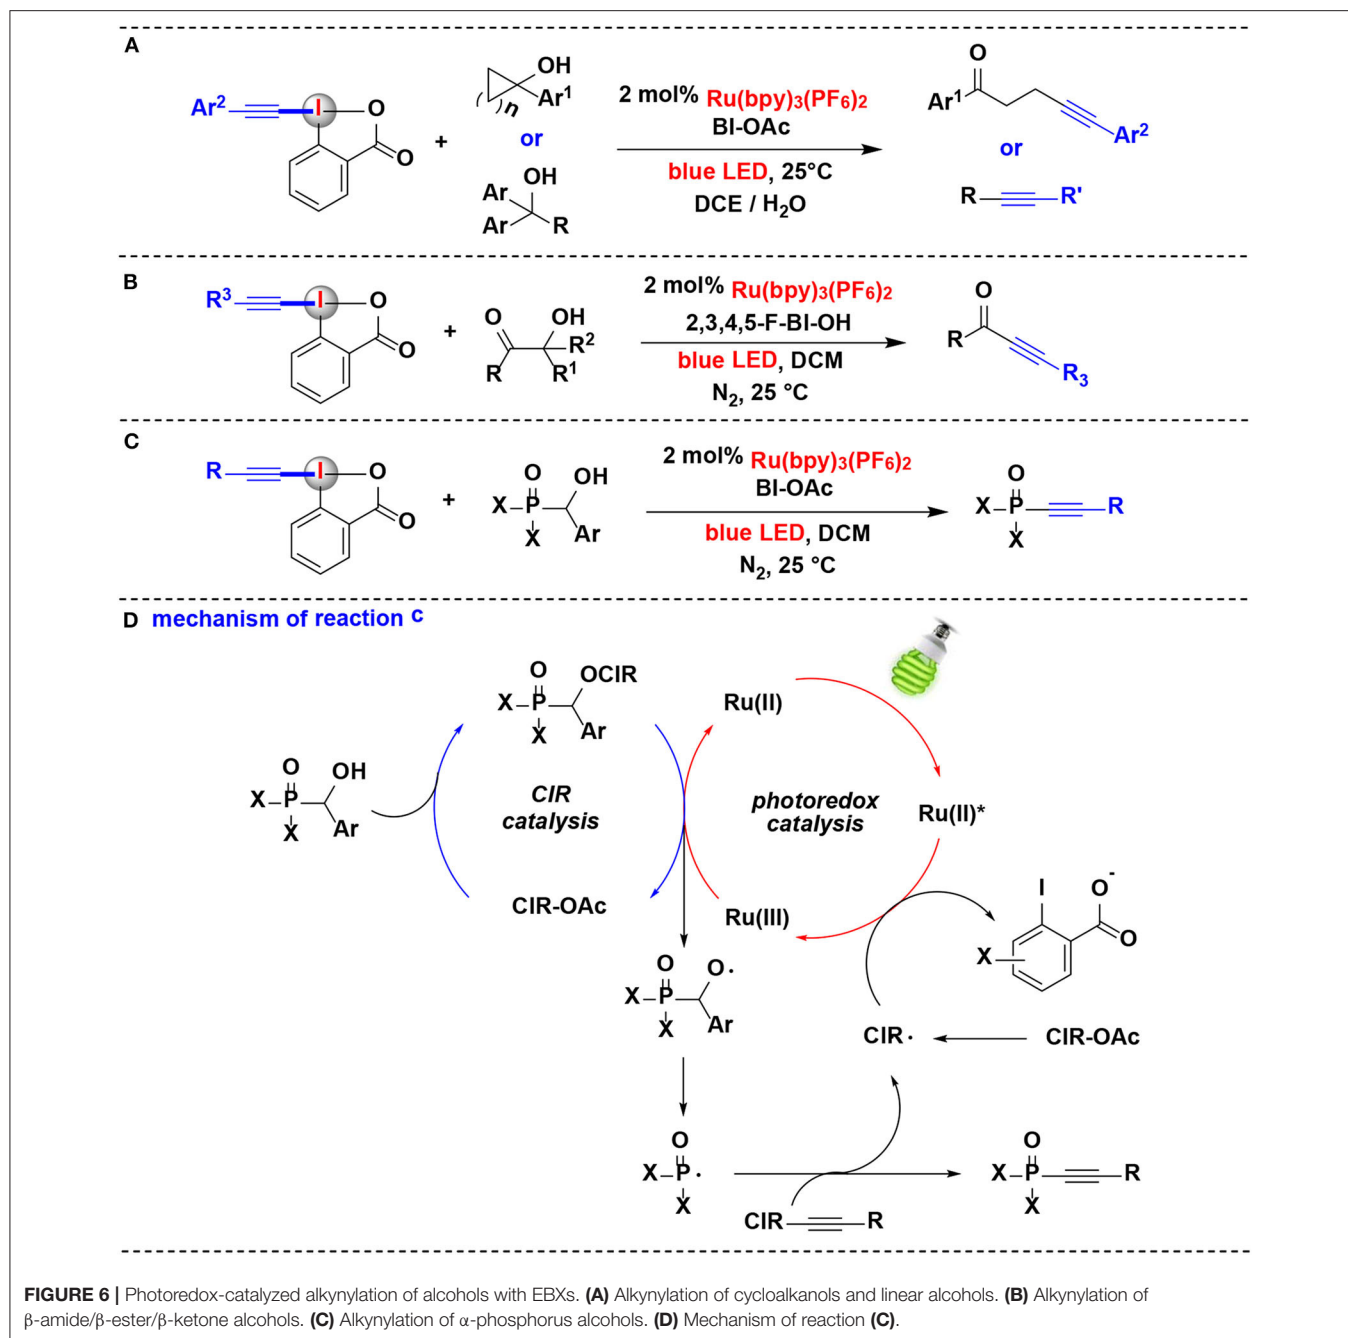 A
Ar² I O O
+
OH Ar¹ n
or
OH Ar Ar R
2 mol% Ru(bpy)₃(PF₆)₂
BI-OAc
blue LED, 25°C
DCE / H₂O
O Ar¹ Ar²
or
R R'
B
R³ I O O
+
O OH R R² R¹
2 mol% Ru(bpy)₃(PF₆)₂
2,3,4,5-F-BI-OH
blue LED, DCM
N₂, 25 °C
O R R₃
C
R I O O
+
O OH X P X Ar
2 mol% Ru(bpy)₃(PF₆)₂
BI-OAc
blue LED, DCM
N₂, 25 °C
O X P R X
D mechanism of reaction c
O OCIR
X P
X Ar
Ru(II)
O OH
X P
X Ar
CIR
catalysis
photoredox
catalysis
Ru(II)*
CIR-OAc
Ru(III)
I O⁻
O
X
O O·
X P
X Ar
CIR·
CIR-OAc
O
X P·
X
O
X P R
X
CIR R
FIGURE 6 | Photoredox-catalyzed alkynylation of alcohols with EBXs. (A) Alkynylation of cycloalkanols and linear alcohols. (B) Alkynylation of
β-amide/β-ester/β-ketone alcohols. (C) Alkynylation of α-phosphorus alcohols. (D) Mechanism of reaction (C).